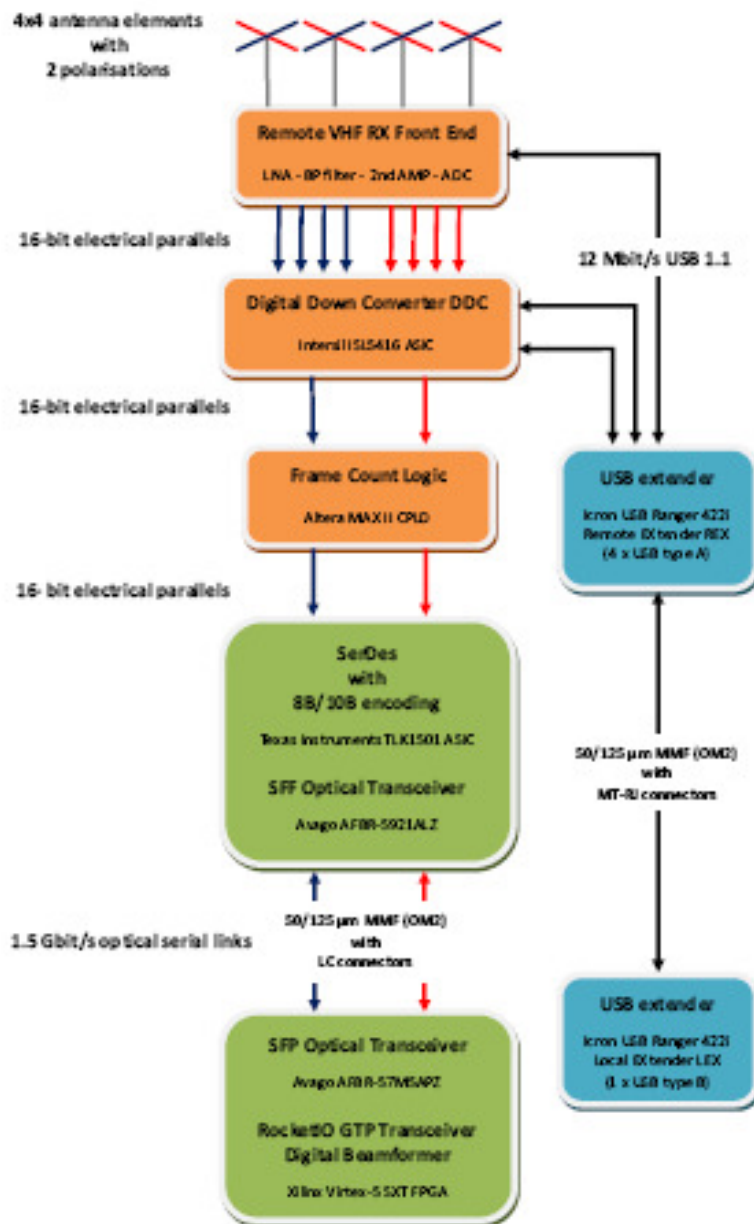 4x4 antenna elements
with
2 polarisations
Remote VHF RX Front End
LNA - BP filter - 2nd AMP - ADC
16-bit electrical parallels
12 Mbit/s USB 1.1
Digital Down Converter DDC
Intersil ISL5416 ASIC
16-bit electrical parallels
Frame Count Logic
Altera MAX II CPLD
USB extender
Icron USB Ranger 422i
Remote EXtender REX
(4 x USB type A)
16- bit electrical parallels
SerDes
with
8B/10B encoding
Texas Instruments TLK1501 ASIC
SFF Optical Transceiver
Avago AFBR-5921ALZ
50/125 µm MMF (OM2)
with
MT-RJ connectors
1.5 Gbit/s optical serial links
50/125 µm MMF (OM2)
with
LC connectors
SFP Optical Transceiver
Avago AFBR-57M5APZ
RocketIO GTP Transceiver
Digital Beamformer
Xilinx Virtex-5 SXT FPGA
USB extender
Icron USB Ranger 422i
Local EXtender LEX
(1 x USB type B)